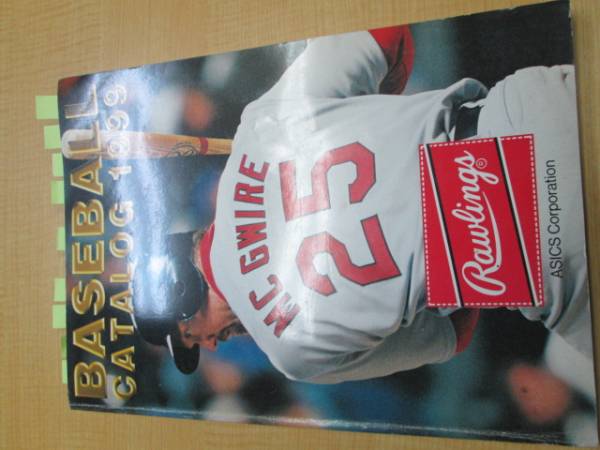 BASEBALL
CATALOG 1999
MC GWIRE
25
Rawlings®
ASICS Corporation